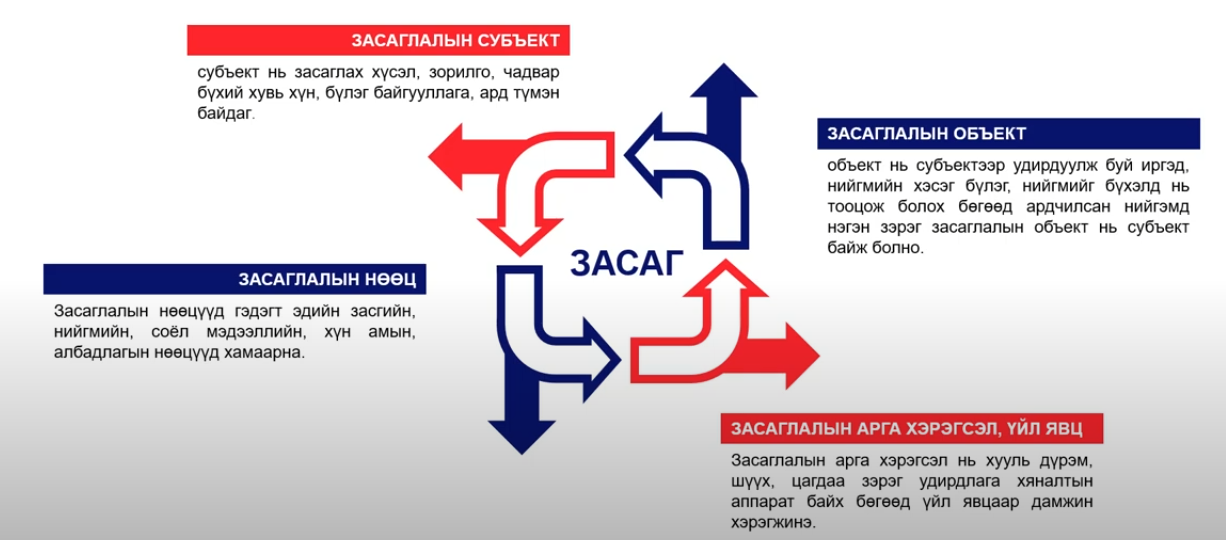 ЗАСАГЛАЛЫН СУБЪЕКТ
субъект нь засаглах хүсэл, зорилго, чадвар
бүхий хувь хүн, бүлэг байгууллага, ард түмэн
байдаг.
ЗАСАГЛАЛЫН ОБЪЕКТ
объект нь субъектээр удирдуулж буй иргэд,
нийгмийн хэсэг бүлэг, нийгмийг бүхэлд нь
тооцож болох бөгөөд ардчилсан нийгэмд
нэгэн зэрэг засаглалын объект нь субъект
байж болно.
ЗАСАГ
ЗАСАГЛАЛЫН НӨӨЦ
Засаглалын нөөцүүд гэдэгт эдийн засгийн,
нийгмийн, соёл мэдээллийн, хүн амын,
албадлагын нөөцүүд хамаарна.
ЗАСАГЛАЛЫН АРГА ХЭРЭГСЭЛ, ҮЙЛ ЯВЦ
Засаглалын арга хэрэгсэл нь хууль дүрэм,
шүүх, цагдаа зэрэг удирдлага хяналтын
аппарат байх бөгөөд үйл явцаар дамжин
хэрэгжинэ.